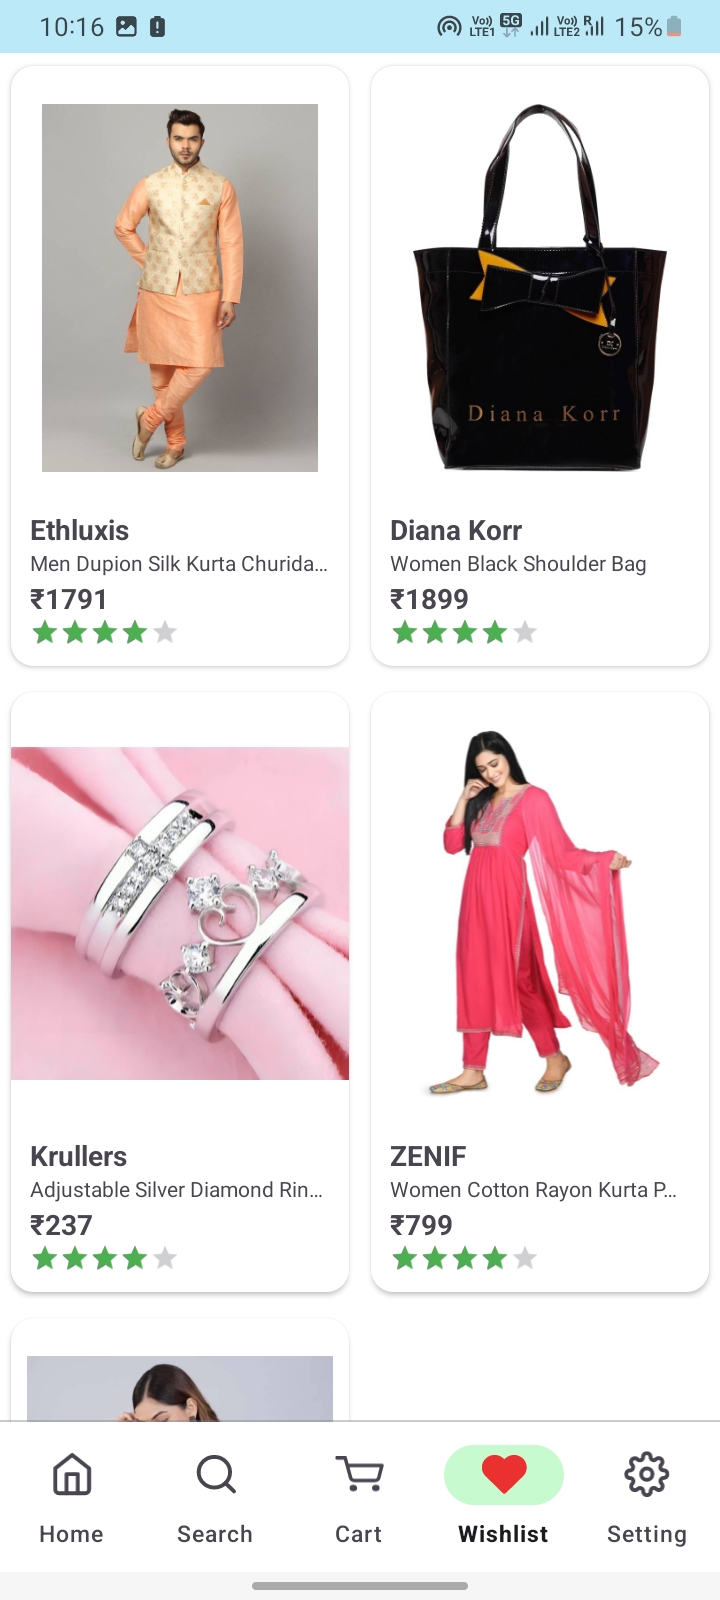 10:16
Vo)) LTE1 5G Vo)) LTE2 R 15%
Diana Korr
Ethluxis
Men Dupion Silk Kurta Churida...
₹1791
Diana Korr
Women Black Shoulder Bag
₹1899
Krullers
Adjustable Silver Diamond Rin...
₹237
ZENIF
Women Cotton Rayon Kurta P...
₹799
Home
Search
Cart
Wishlist
Setting